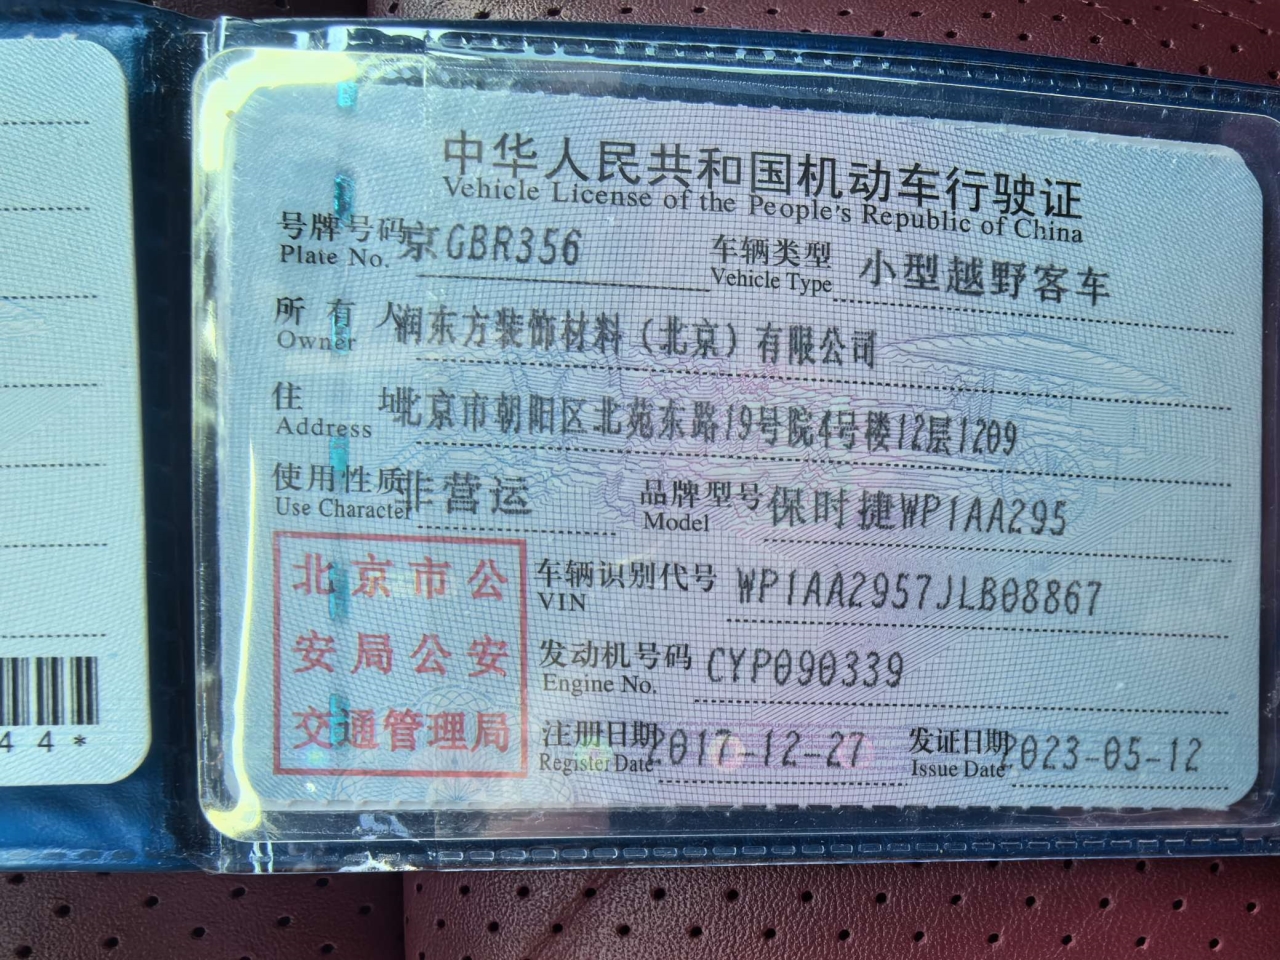 中华人民共和国机动车行驶证
Vehicle License of the People's Republic of China
号牌号码 京GBR356 车辆类型 小型越野客车
Plate No. Vehicle Type
所有人 润东方装饰材料（北京）有限公司
Owner
住址 北京市朝阳区北苑东路19号院4号楼12层1209
Address
使用性质 非营运 品牌型号 保时捷WP1AA295
Use Character Model
北京市公
安局公安
交通管理局
车辆识别代号 WP1AA2957JLB08867
VIN
发动机号码 CYP090339
Engine No.
注册日期 2017-12-27 发证日期 2023-05-12
Register Date Issue Date
44*